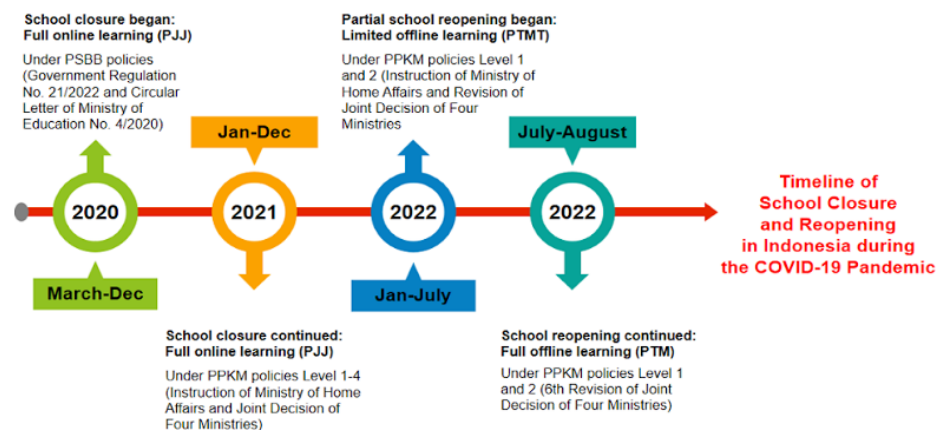 School closure began:
Full online learning (PJJ)
Under PSBB policies
(Government Regulation
No. 21/2022 and Circular
Letter of Ministry of
Education No. 4/2020)
2020
March-Dec
Jan-Dec
2021
School closure continued:
Full online learning (PJJ)
Under PPKM policies Level 1-4
(Instruction of Ministry of Home
Affairs and Joint Decision of
Four Ministries)
Partial school reopening began:
Limited offline learning (PTMT)
Under PPKM policies Level 1
and 2 (Instruction of Ministry of
Home Affairs and Revision of
Joint Decision of Four
Ministries
2022
Jan-July
July-August
2022
School reopening continued:
Full offline learning (PTM)
Under PPKM policies Level 1
and 2 (6th Revision of Joint
Decision of Four Ministries)
Timeline of
School Closure
and Reopening
in Indonesia during
the COVID-19 Pandemic